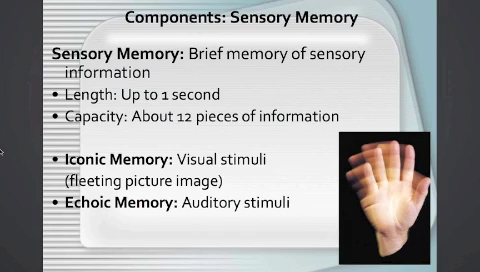 Components: Sensory Memory
Sensory Memory: Brief memory of sensory
information
• Length: Up to 1 second
• Capacity: About 12 pieces of information
• Iconic Memory: Visual stimuli
(fleeting picture image)
• Echoic Memory: Auditory stimuli